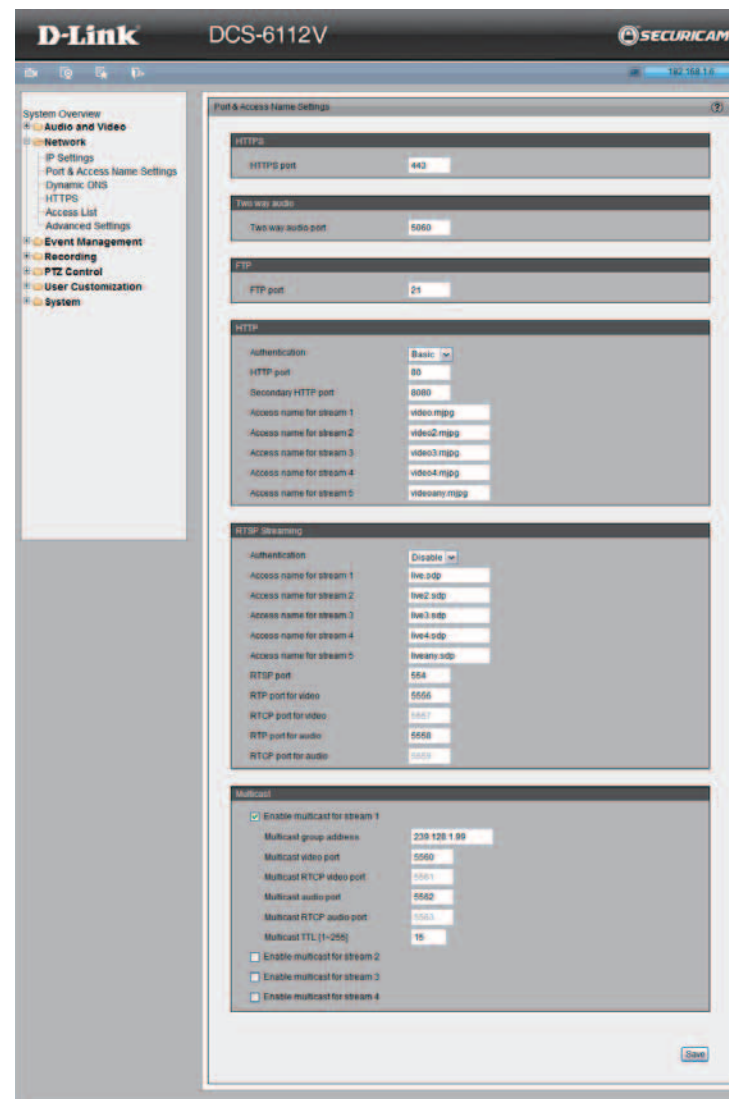 D-Link
DCS-6112V
SECURICAM
192.168.1.6
System Overview
Audio and Video
Network
IP Settings
Port & Access Name Settings
Dynamic DNS
HTTPS
Access List
Advanced Settings
Event Management
Recording
PTZ Control
User Customization
System
Port & Access Name Settings
?
HTTPS
HTTPS port 443
Two way audio
Two way audio port 5060
FTP
FTP port 21
HTTP
Authentication Basic
HTTP port 80
Secondary HTTP port 8080
Access name for stream 1 video.mjpg
Access name for stream 2 video2.mjpg
Access name for stream 3 video3.mjpg
Access name for stream 4 video4.mjpg
Access name for stream 5 videoany.mjpg
RTSP Streaming
Authentication Disable
Access name for stream 1 live.sdp
Access name for stream 2 live2.sdp
Access name for stream 3 live3.sdp
Access name for stream 4 live4.sdp
Access name for stream 5 liveany.sdp
RTSP port 554
RTP port for video 5556
RTCP port for video 5557
RTP port for audio 5558
RTCP port for audio 5559
Multicast
Enable multicast for stream 1
Multicast group address 239.128.1.99
Multicast video port 5560
Multicast RTCP video port 5561
Multicast audio port 5562
Multicast RTCP audio port 5563
Multicast TTL [1~255] 15
Enable multicast for stream 2
Enable multicast for stream 3
Enable multicast for stream 4
Save